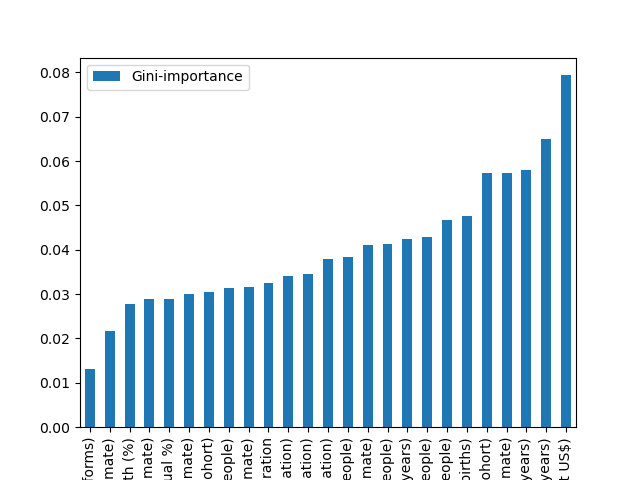 Gini-importance
0.08
0.07
0.06
0.05
0.04
0.03
0.02
0.01
0.00
forms)
mate)
th (%)
mate)
ual %)
mate)
ohort)
eople)
mate)
ration
ation)
ation)
ation)
eople)
mate)
eople)
years)
eople)
eople)
births)
ohort)
mate)
years)
years)
t US$)